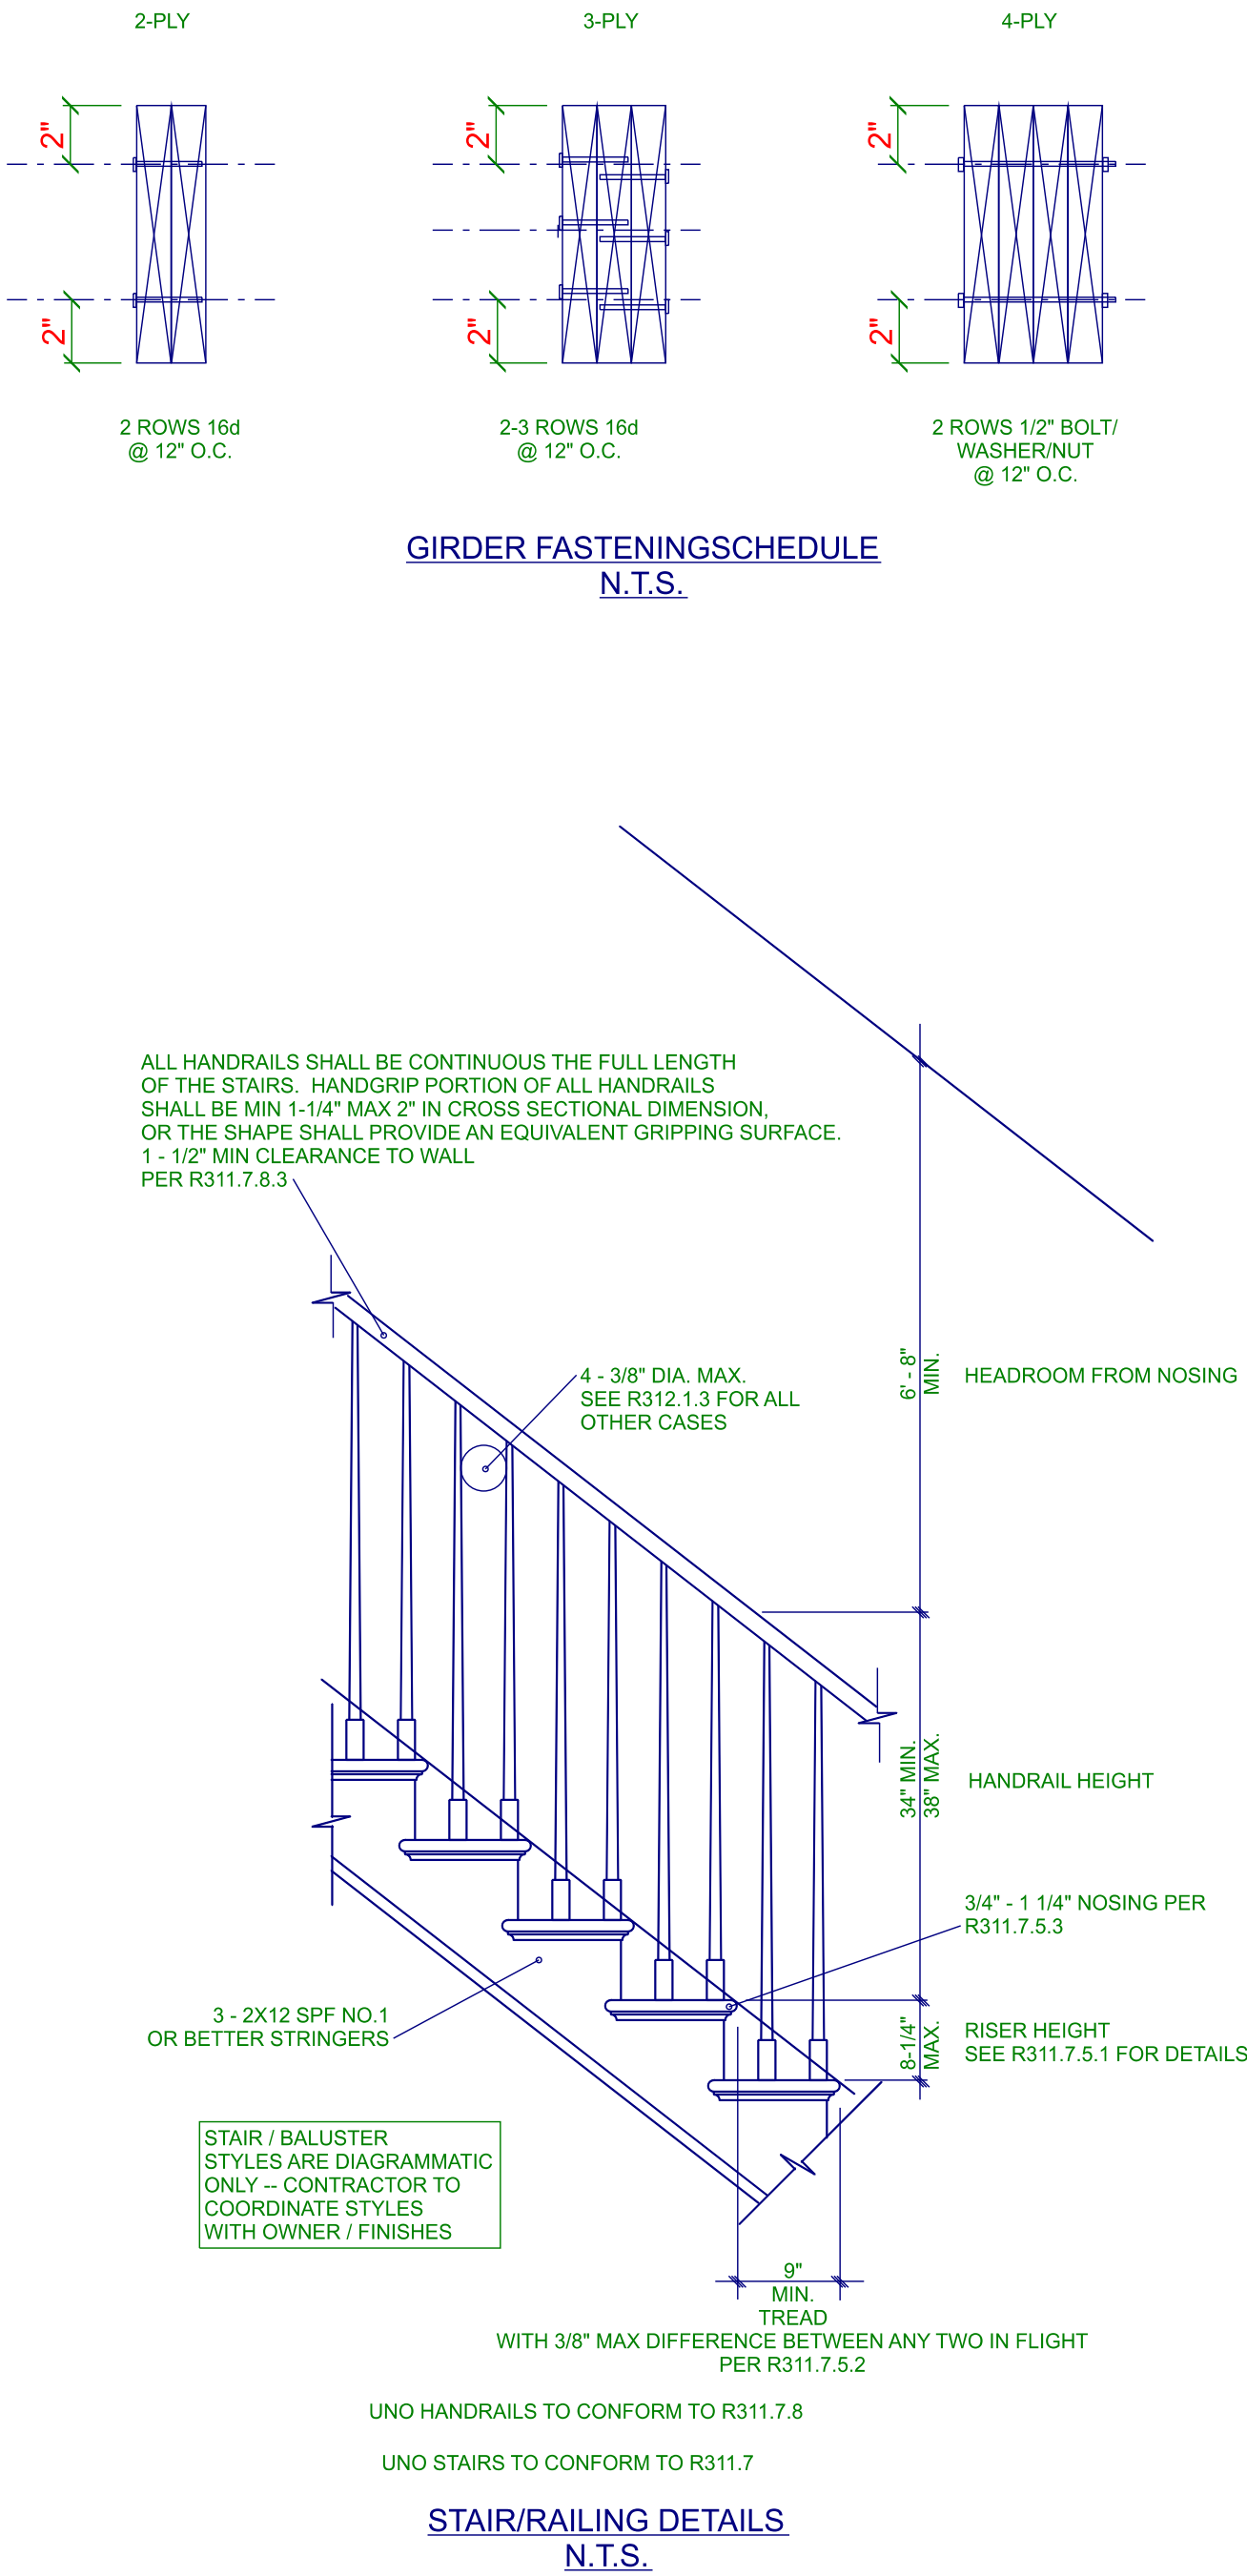 2-PLY
3-PLY
4-PLY
2"
2"
2"
2"
2"
2"
2 ROWS 16d
@ 12" O.C.
2-3 ROWS 16d
@ 12" O.C.
2 ROWS 1/2" BOLT/
WASHER/NUT
@ 12" O.C.
GIRDER FASTENINGSCHEDULE
N.T.S.
ALL HANDRAILS SHALL BE CONTINUOUS THE FULL LENGTH
OF THE STAIRS. HANDGRIP PORTION OF ALL HANDRAILS
SHALL BE MIN 1-1/4" MAX 2" IN CROSS SECTIONAL DIMENSION,
OR THE SHAPE SHALL PROVIDE AN EQUIVALENT GRIPPING SURFACE.
1 - 1/2" MIN CLEARANCE TO WALL
PER R311.7.8.3
4 - 3/8" DIA. MAX.
SEE R312.1.3 FOR ALL
OTHER CASES
6' - 8"
MIN.
HEADROOM FROM NOSING
34" MIN.
38" MAX.
HANDRAIL HEIGHT
3/4" - 1 1/4" NOSING PER
R311.7.5.3
3 - 2X12 SPF NO.1
OR BETTER STRINGERS
8-1/4"
MAX.
RISER HEIGHT
SEE R311.7.5.1 FOR DETAILS
STAIR / BALUSTER
STYLES ARE DIAGRAMMATIC
ONLY -- CONTRACTOR TO
COORDINATE STYLES
WITH OWNER / FINISHES
9"
MIN.
TREAD
WITH 3/8" MAX DIFFERENCE BETWEEN ANY TWO IN FLIGHT
PER R311.7.5.2
UNO HANDRAILS TO CONFORM TO R311.7.8
UNO STAIRS TO CONFORM TO R311.7
STAIR/RAILING DETAILS
N.T.S.